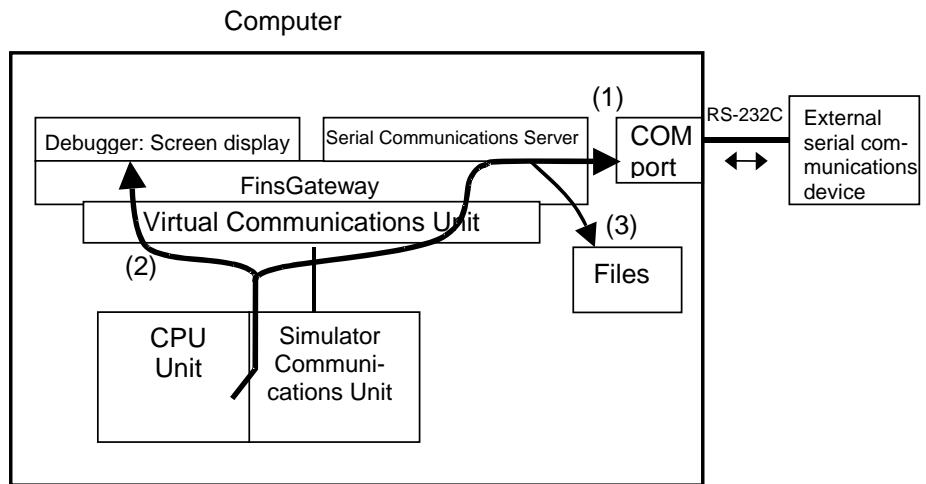 Computer
(1)
RS-232C
Debugger: Screen display
Serial Communications Server
COM
port
External
serial com-
munications
device
FinsGateway
Virtual Communications Unit
(2)
(3)
Files
CPU
Unit
Simulator
Communi-
cations Unit